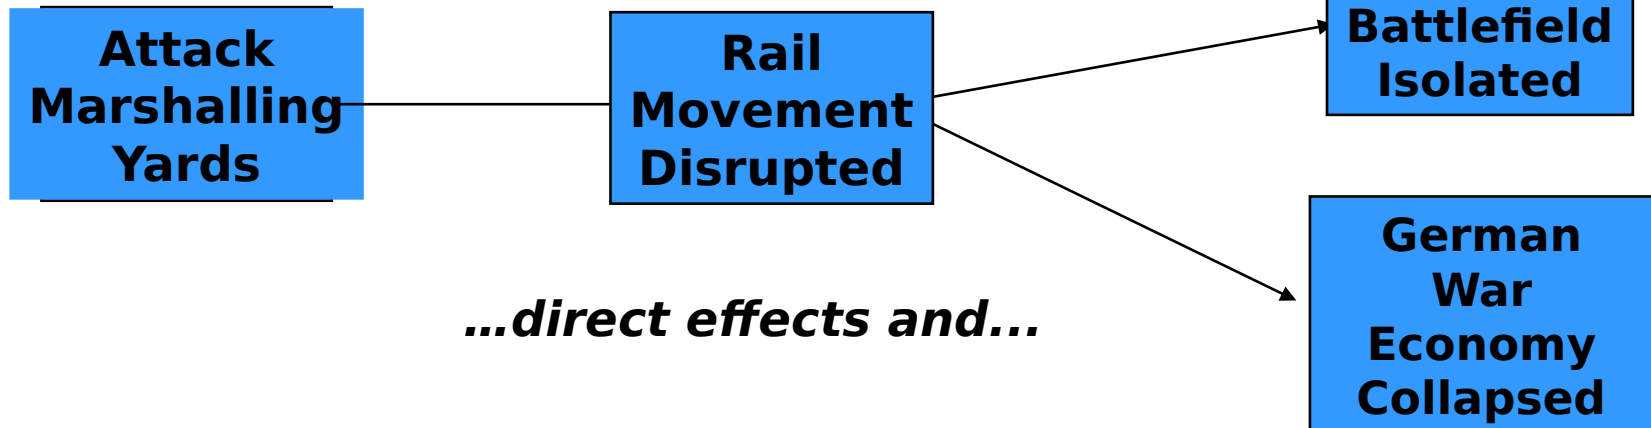 Attack
Marshalling
Yards
Rail
Movement
Disrupted
Battlefield
Isolated
German
War
Economy
Collapsed
…direct effects and...